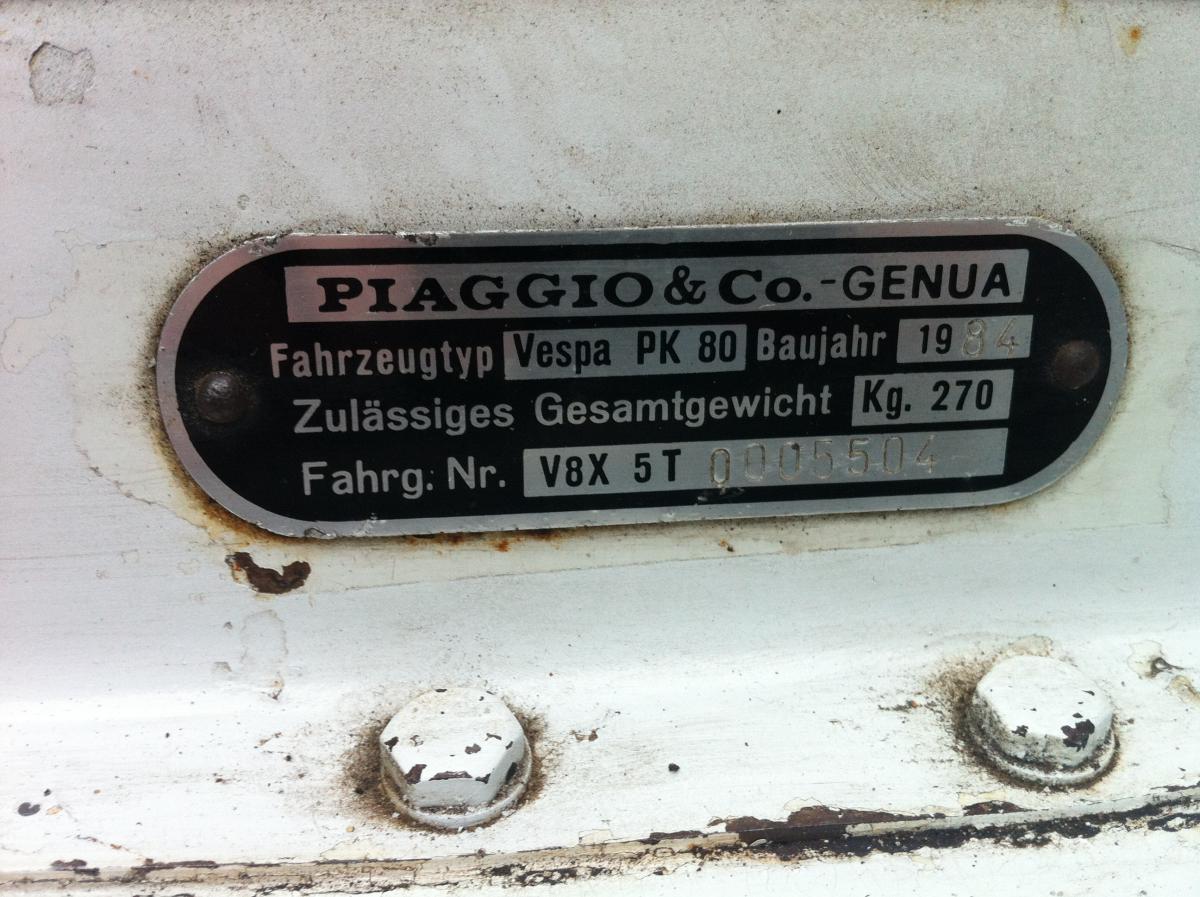 PIAGGIO & Co.-GENUA
Fahrzeugtyp Vespa PK 80 Baujahr 1984
Zulässiges Gesamtgewicht Kg. 270
Fahrg. Nr. V8X 5T 0005504